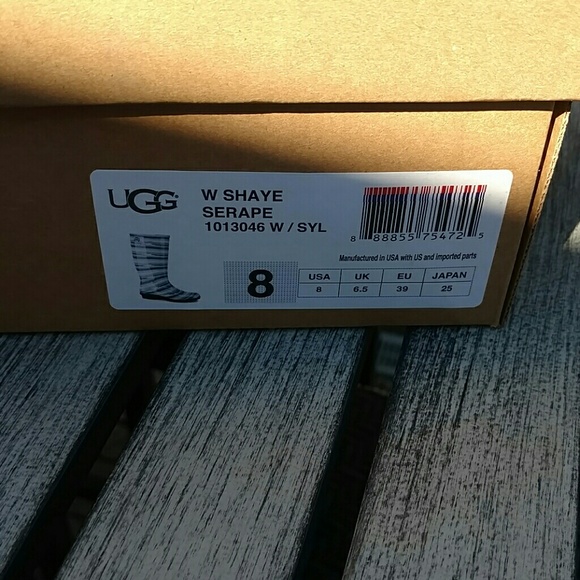 UGG
W SHAYE
SERAPE
1013046 W / SYL
8 88855 75472 5
Manufactured in USA with US and imported parts
8
USA UK EU JAPAN
8 6.5 39 25